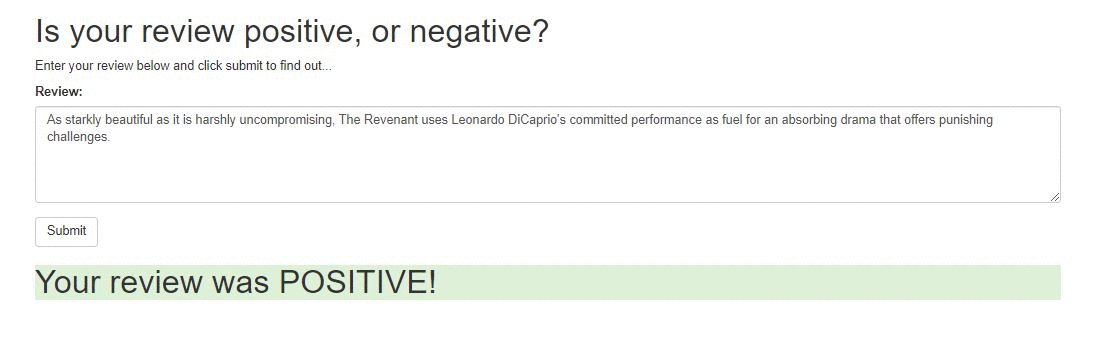 Is your review positive, or negative?
Enter your review below and click submit to find out...
Review:
As starkly beautiful as it is harshly uncompromising, The Revenant uses Leonardo DiCaprio's committed performance as fuel for an absorbing drama that offers punishing
challenges.
Submit
Your review was POSITIVE!